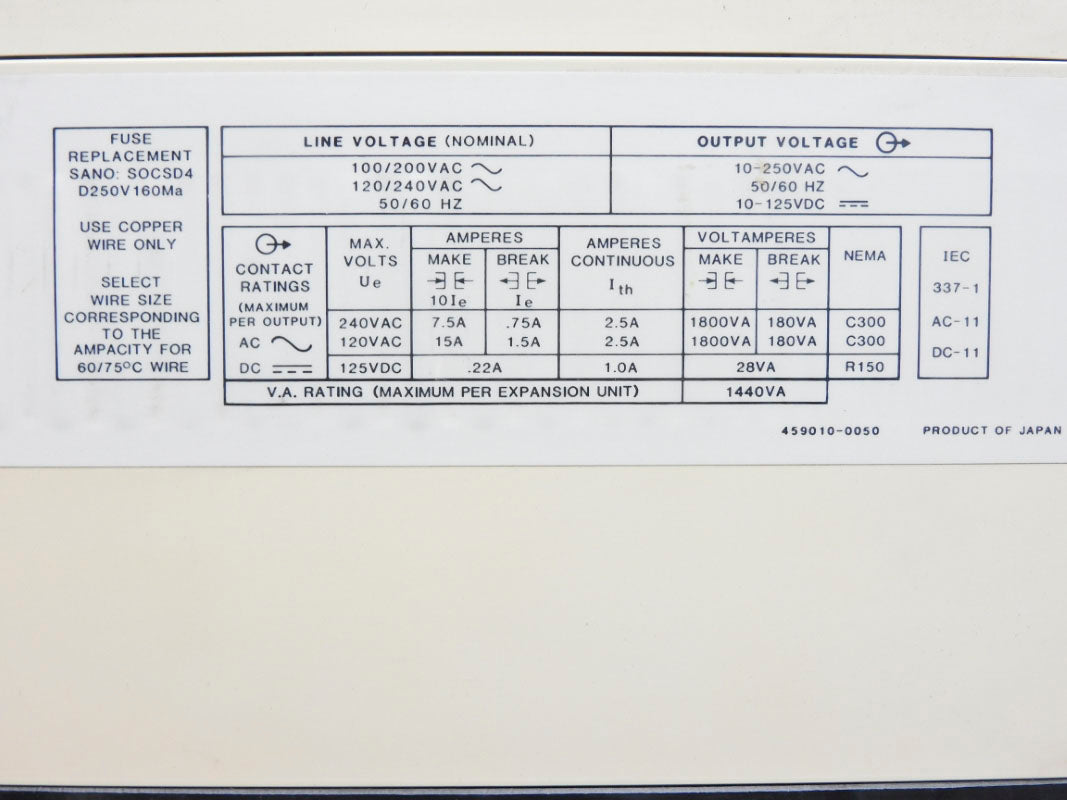 FUSE
REPLACEMENT
SANO: SOCSD4
D250V160Ma
USE COPPER
WIRE ONLY
SELECT
WIRE SIZE
CORRESPONDING
TO THE
AMPACITY FOR
60/75°C WIRE
LINE VOLTAGE (NOMINAL) OUTPUT VOLTAGE
100/200VAC 10-250VAC
120/240VAC 50/60 HZ
50/60 HZ 10-125VDC
CONTACT
RATINGS
(MAXIMUM
PER OUTPUT)
MAX.
VOLTS
Ue
AMPERES
MAKE BREAK
10Ie Ie
AMPERES
CONTINUOUS
Ith
VOLTAMPERES
MAKE BREAK
NEMA
240VAC 7.5A .75A 2.5A 1800VA 180VA C300
AC 120VAC 15A 1.5A 2.5A 1800VA 180VA C300
DC 125VDC .22A 1.0A 28VA R150
V.A. RATING (MAXIMUM PER EXPANSION UNIT) 1440VA
IEC
337-1
AC-11
DC-11
459010-0050 PRODUCT OF JAPAN